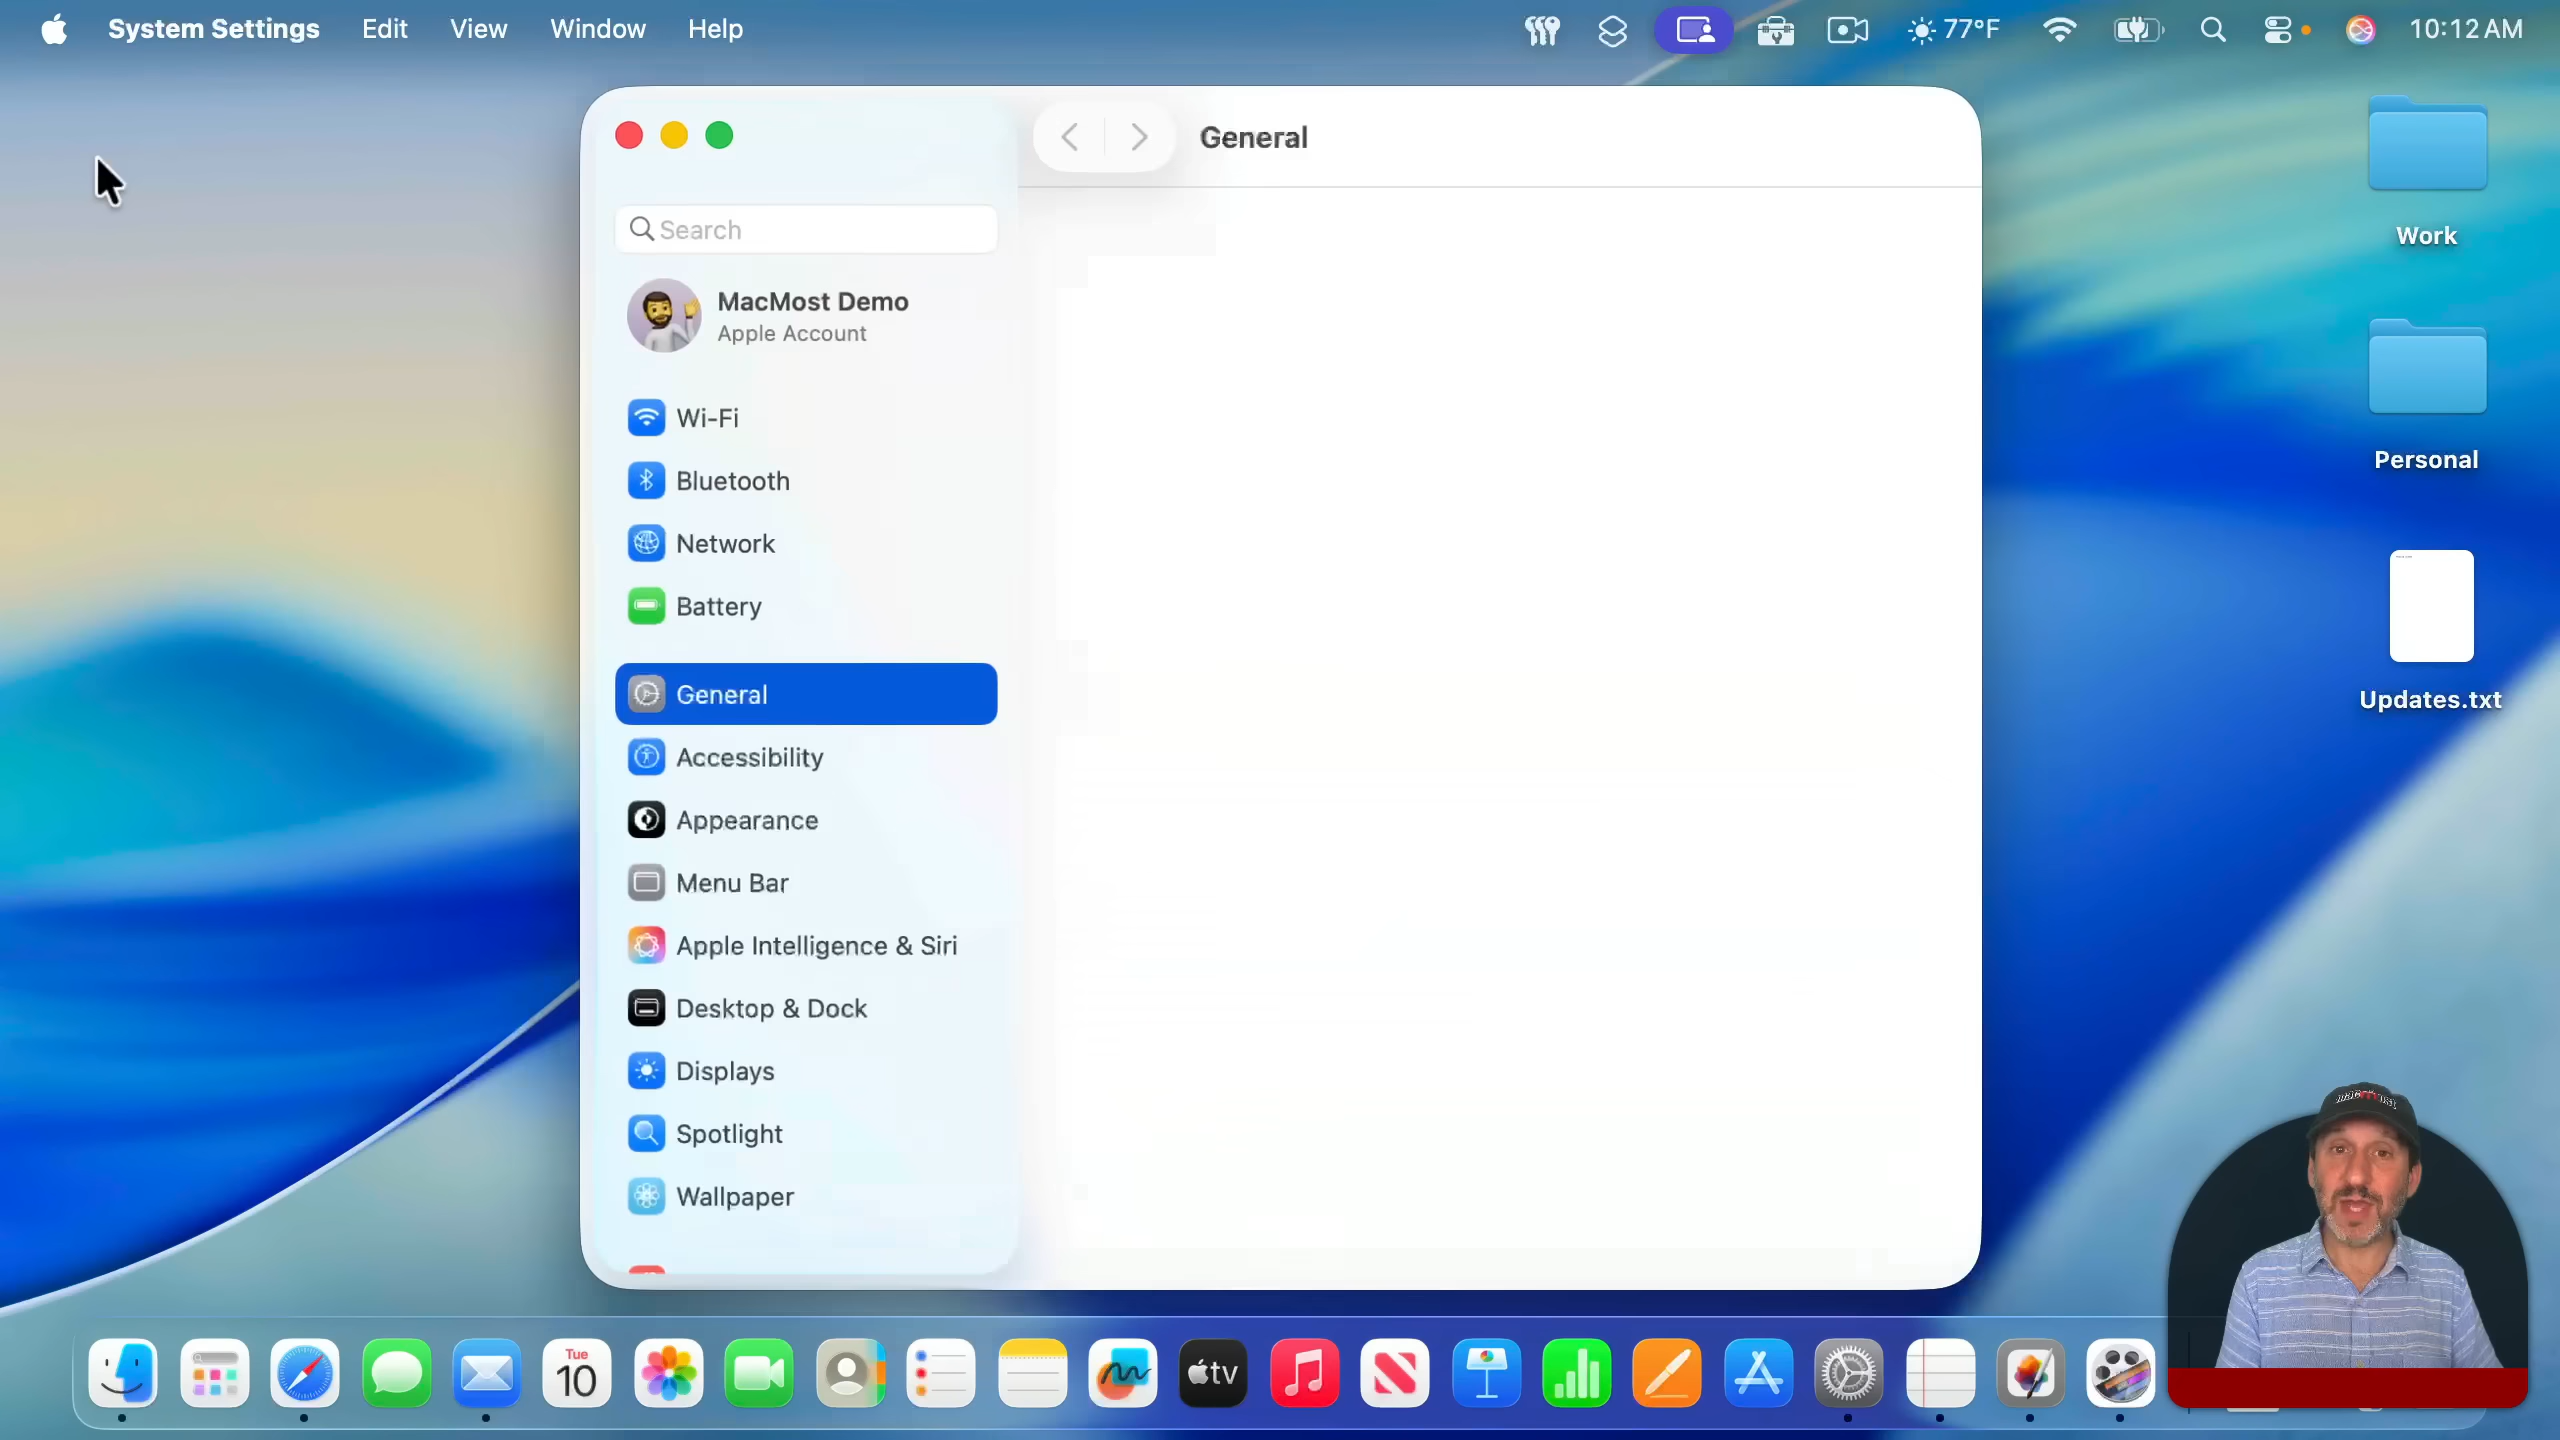 System Settings Edit View Window Help 77°F 10:12 AM
General
Search
MacMost Demo
Apple Account
Wi-Fi
Bluetooth
Network
Battery
General
Accessibility
Appearance
Menu Bar
Apple Intelligence & Siri
Desktop & Dock
Displays
Spotlight
Wallpaper
Work
Personal
Updates.txt
Tue
10
tv